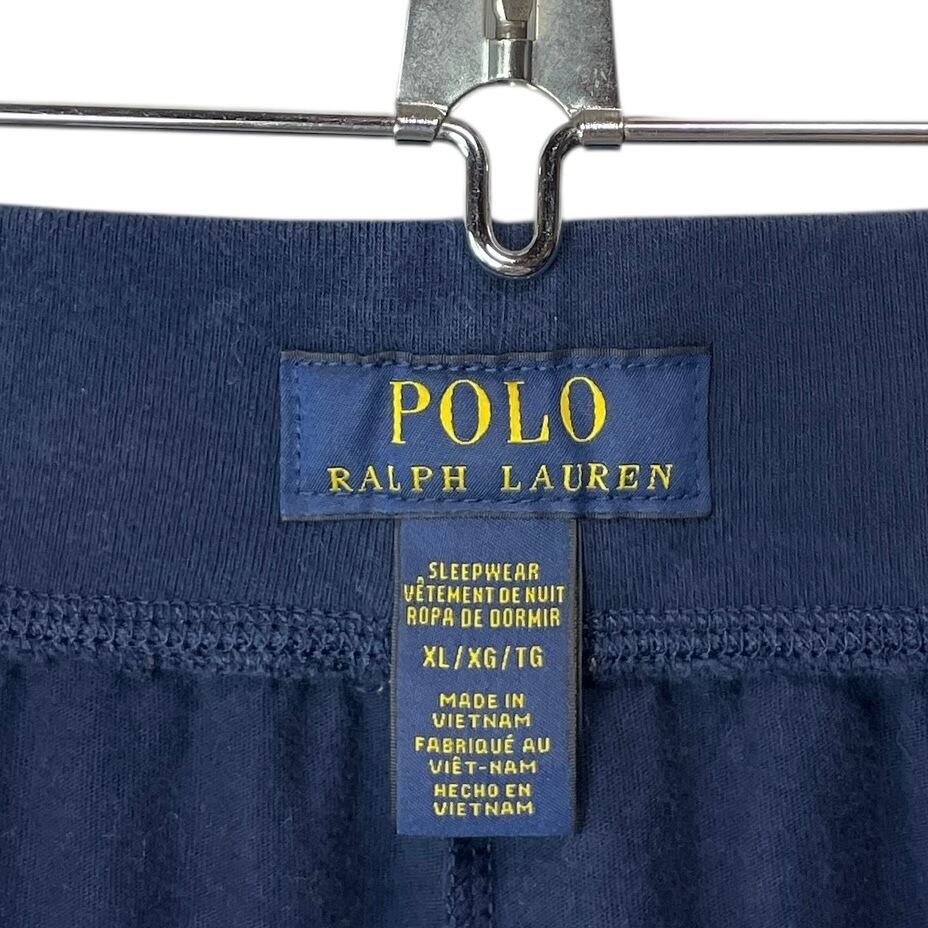 POLO
RALPH LAUREN
SLEEPWEAR
VÊTEMENT DE NUIT
ROPA DE DORMIR
XL/XG/TG
MADE IN
VIETNAM
FABRIQUÉ AU
VIÊT-NAM
HECHO EN
VIETNAM